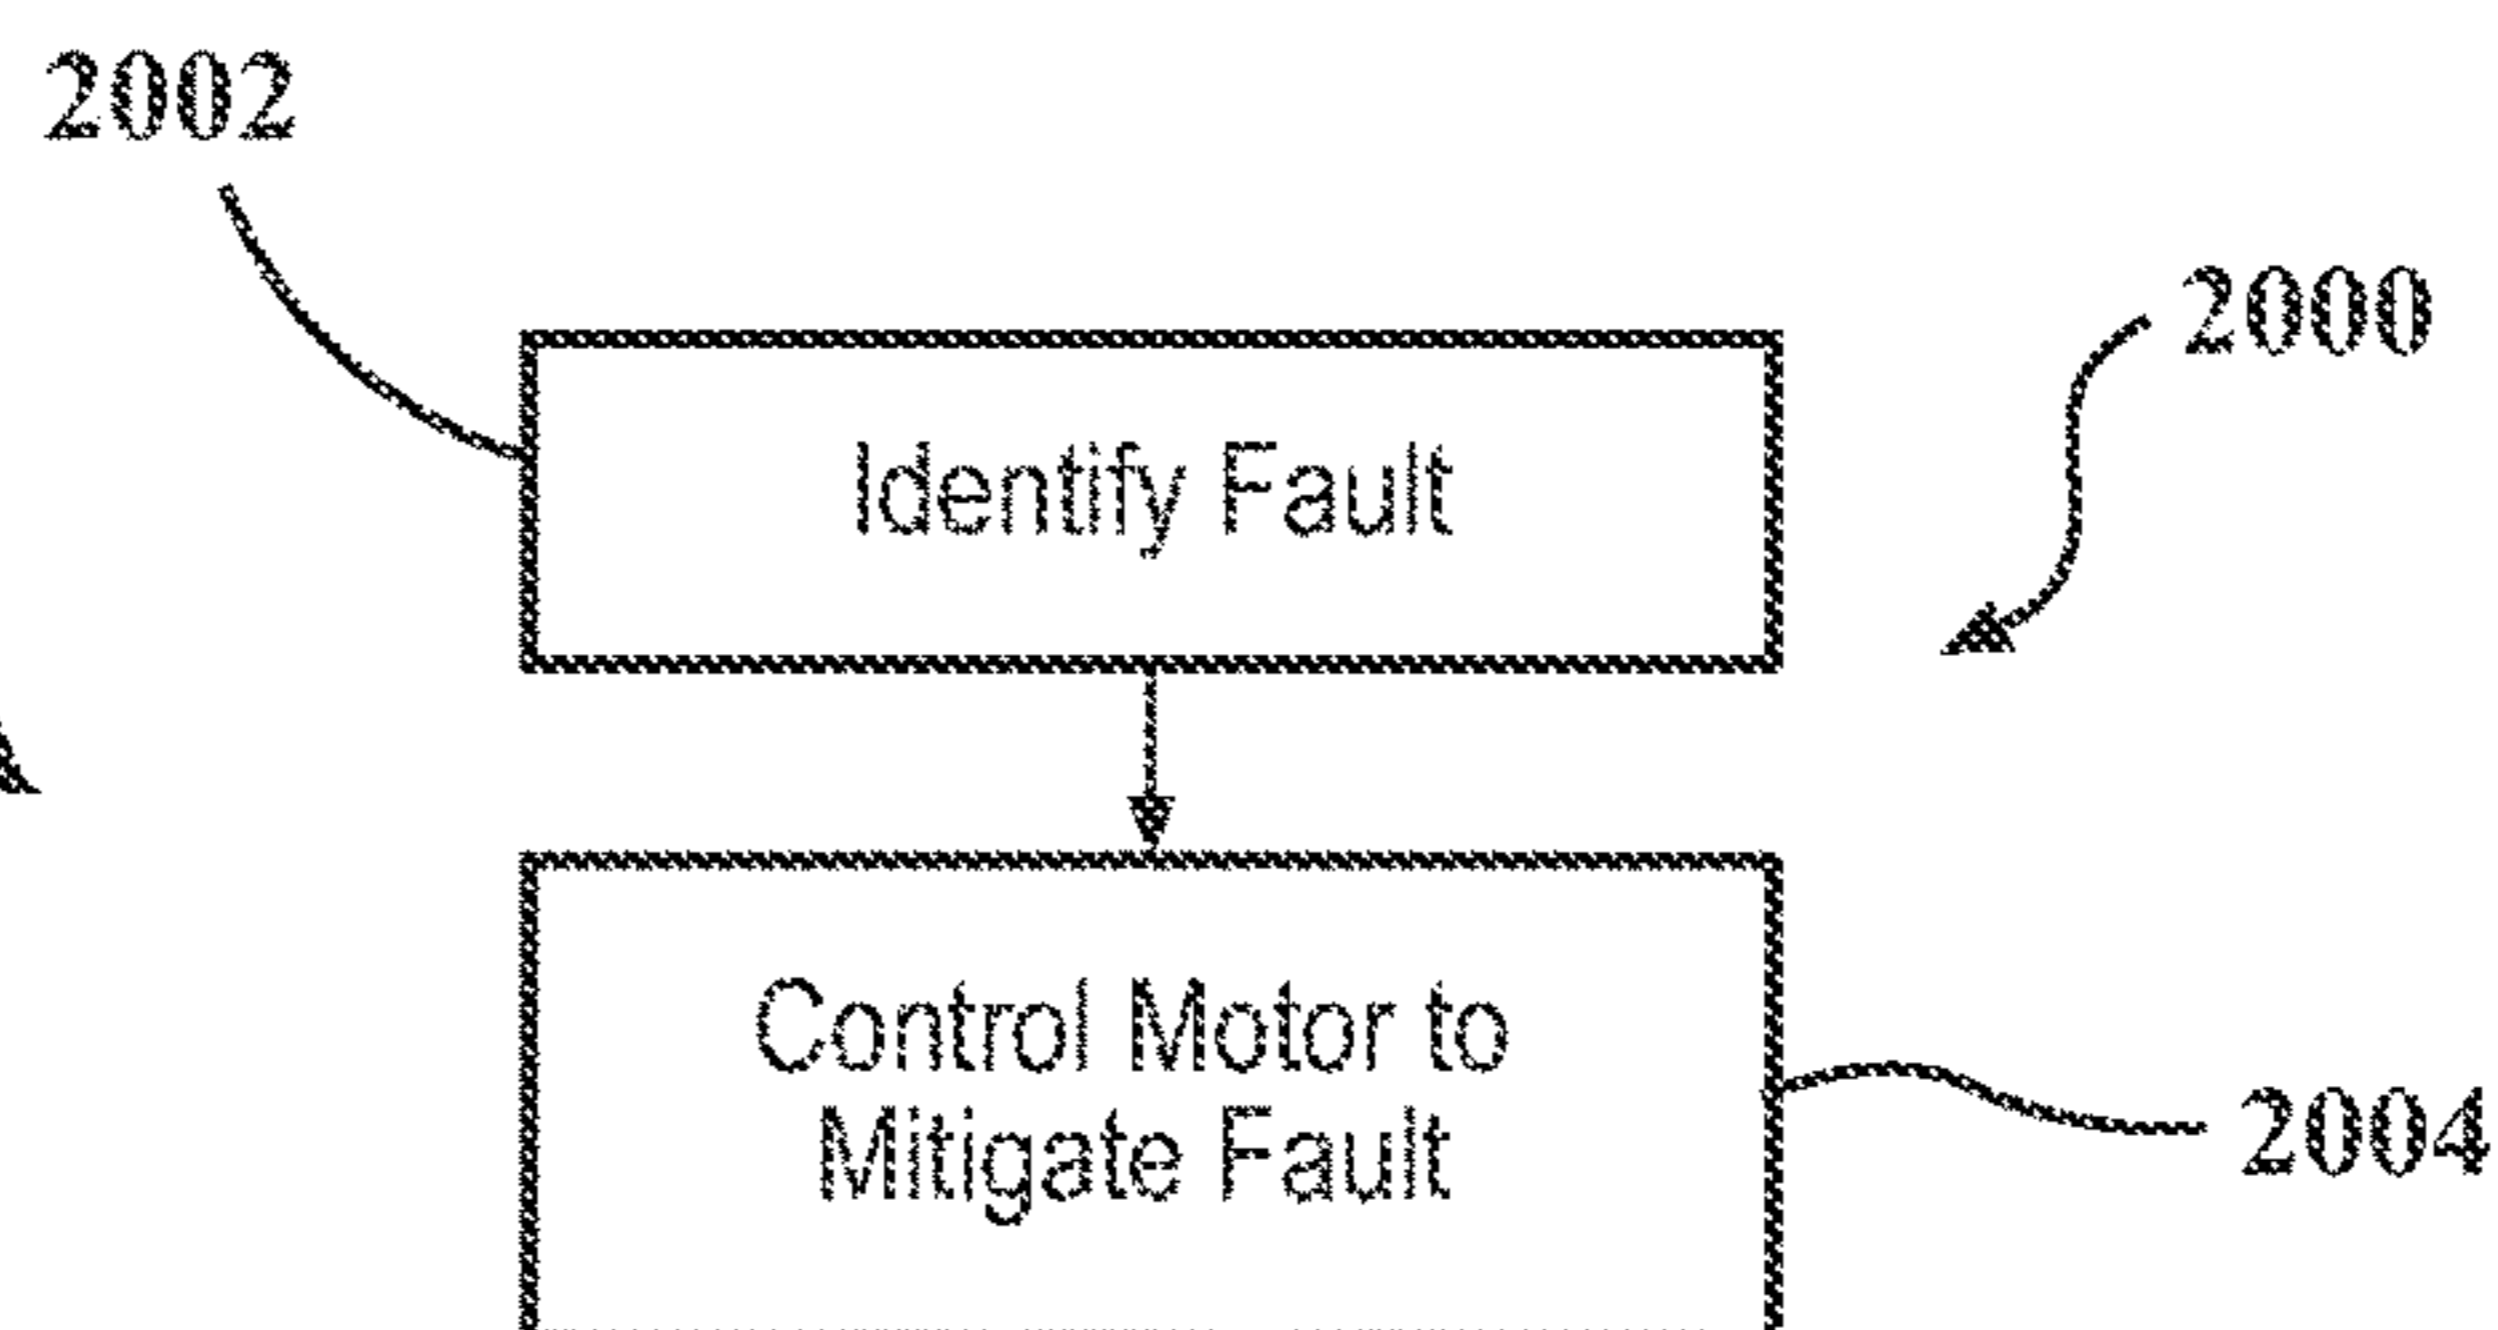 2002
2000
Identify Fault
Control Motor to
Mitigate Fault
2004